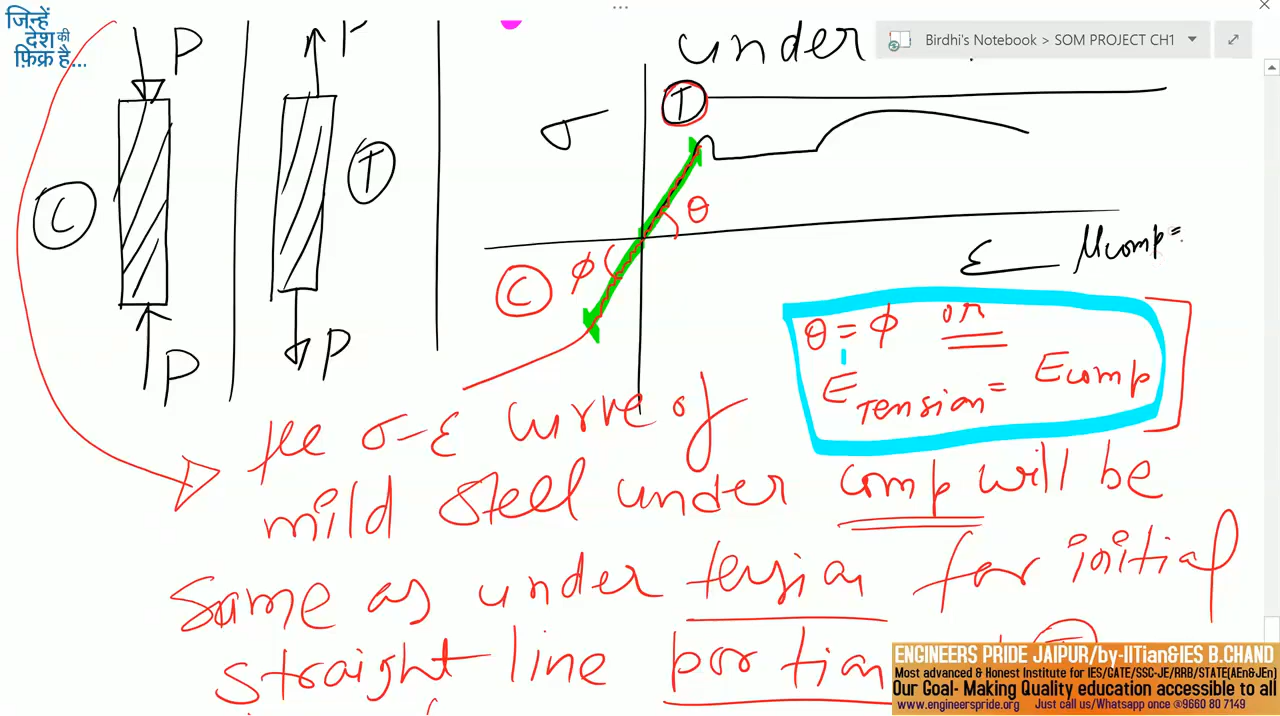 जिन्हें
देश की
फ़िक्र है...
Birdhi's Notebook > SOM PROJECT CH1
under
P
P
C
T
P
P
σ
T
θ
C
ϕ
ε
μcomp =
θ = ϕ or
E Tension = E comp
the σ-ε curve of
mild steel under comp will be
same as under tension for initial
straight line portion
ENGINEERS PRIDE JAIPUR/by-IITian&IES B.CHAND
Most advanced & Honest Institute for IES/GATE/SSC-JE/RRB/STATE(AEn&JEn)
Our Goal- Making Quality education accessible to all
www.engineerspride.org Just call us/Whatsapp once @9660 80 7149